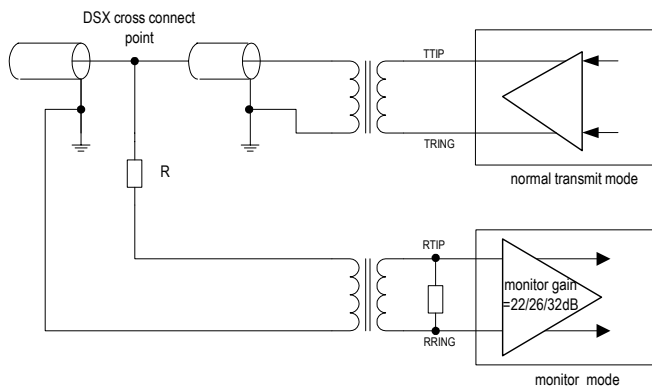 DSX cross connect
point
TTIP
TRING
normal transmit mode
R
RTIP
monitor gain
=22/26/32dB
RRING
monitor mode